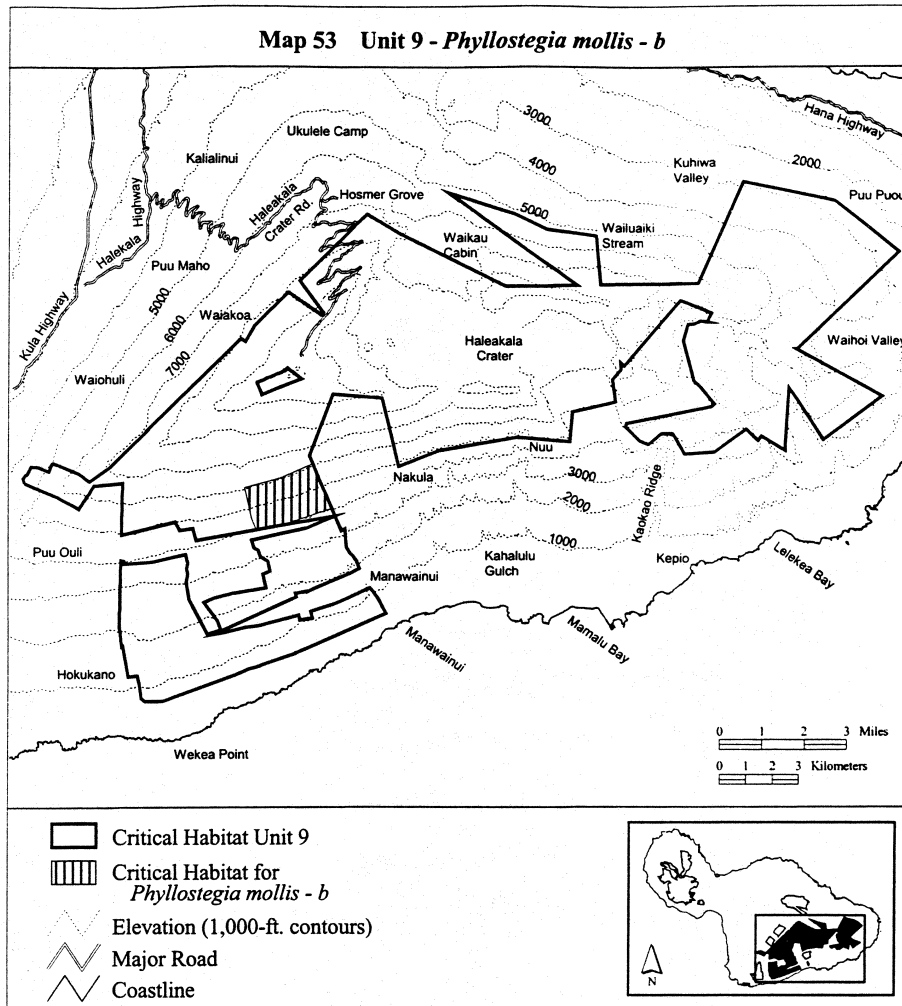 Map 53 Unit 9 - Phyllostegia mollis - b
Hana Highway
3000
Ukulele Camp
Kalialinui
4000
Kuhiwa
Valley
2000
Halekala Highway
Haleakala
Crater Rd.
Hosmer Grove
Puu Puou
5000
Wailuaiki
Stream
Waikau
Cabin
Puu Maho
Kula Highway
5000
6000
7000
Waiakoa
Haleakala
Crater
Waihoi Valley
Waiohuli
Nuu
Nakula
3000
2000
1000
Kaokao Ridge
Puu Ouli
Manawainui
Kahalulu
Gulch
Kepio
Lelekea Bay
Mamalu Bay
Manawainui
Hokukano
Wekea Point
0 1 2 3 Miles
0 1 2 3 Kilometers
Critical Habitat Unit 9
Critical Habitat for
Phyllostegia mollis - b
Elevation (1,000-ft. contours)
Major Road
Coastline
N